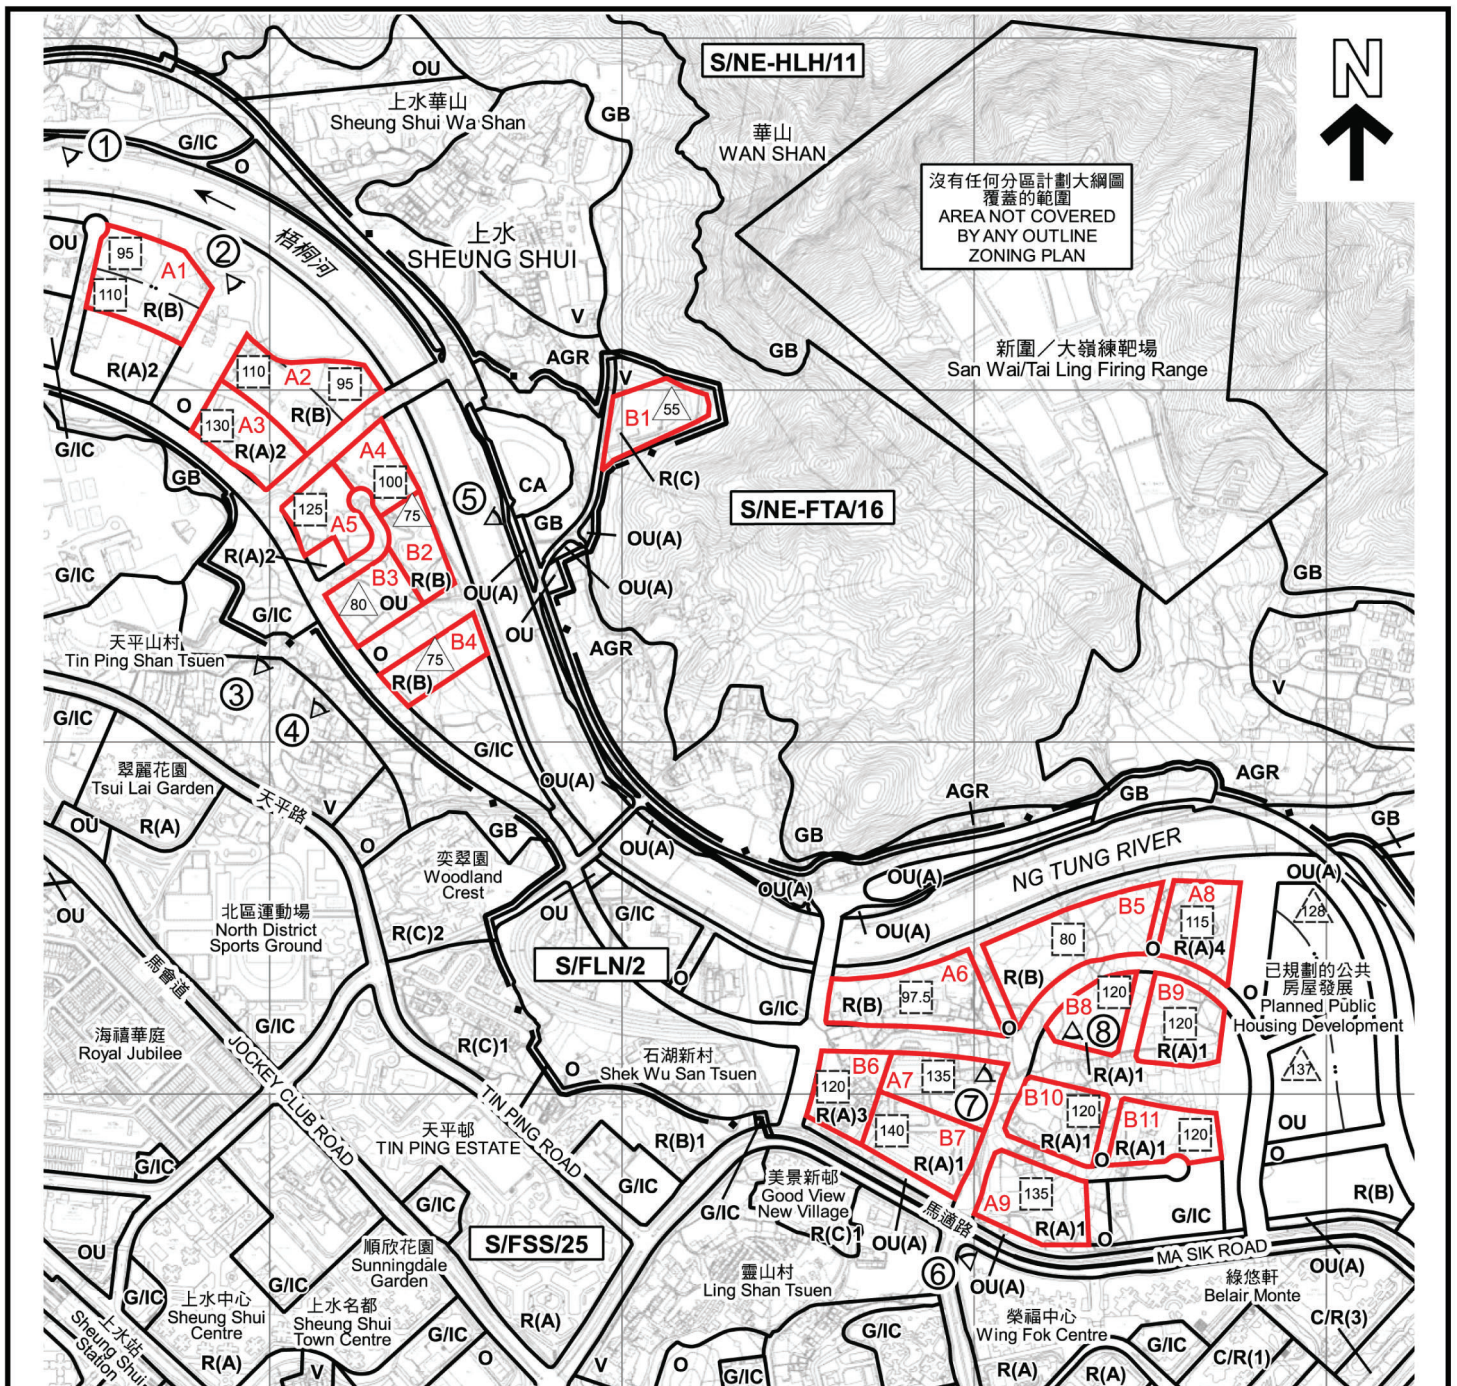 S/NE-HLH/11
N
OU
上水華山
Sheung Shui Wa Shan
GB
華山
WAN SHAN
1
G/IC
O
沒有任何分區計劃大綱圖
覆蓋的範圍
AREA NOT COVERED
BY ANY OUTLINE
ZONING PLAN
梧桐河
上水
SHEUNG SHUI
OU
2
95
A1
110
R(B)
V
AGR
GB
新圍／大嶺練靶場
San Wai/Tai Ling Firing Range
R(A)2
110
A2
95
R(B)
V
B1
55
O
130
A3
R(A)2
G/IC
A4
R(C)
GB
100
CA
5
S/NE-FTA/16
125
A5
75
GB
OU(A)
R(A)2
B2
G/IC
B3
R(B)
OU(A)
OU(A)
GB
80
OU
G/IC
OU
天平山村
Tin Ping Shan Tsuen
O
75
B4
AGR
R(B)
3
V
4
G/IC
G/IC
翠麗花園
Tsui Lai Garden
OU(A)
AGR
AGR
GB
天平路
V
OU
R(A)
GB
GB
GB
O
奕翠園
Woodland
Crest
OU(A)
NG TUNG RIVER
OU(A)
OU(A)
OU(A)
OU
北區運動場
North District
Sports Ground
OU
G/IC
OU(A)
B5
A8
128
115
R(A)4
R(C)2
80
O
馬會道
S/FLN/2
O
A6
R(B)
已規劃的公共
房屋發展
Planned Public
Housing Development
97.5
R(B)
120
B9
O
G/IC
B8
8
120
O
G/IC
海禧華庭
Royal Jubilee
R(C)1
石湖新村
Shek Wu San Tsuen
R(A)1
R(A)1
O
B6
A7
135
137
120
R(A)3
7
B10
120
B11
JOCKEY CLUB ROAD
TIN PING ROAD
天平邨
TIN PING ESTATE
R(B)1
140
B7
R(A)1
R(A)1
R(A)1
120
OU
O
O
G/IC
G/IC
美景新邨
Good View
New Village
G/IC
R(C)1
A9
135
R(A)1
R(B)
G/IC
G/IC
馬適路
OU(A)
O
S/FSS/25
OU
順欣花園
Sunningdale
Garden
MA SIK ROAD
靈山村
Ling Shan Tsuen
6
OU(A)
OU(A)
綠悠軒
Belair Monte
G/IC
G/IC
上水中心
Sheung Shui
Centre
上水名都
Sheung Shui
Town Centre
上水站
Sheung Shui
Station
R(A)
G/IC
G/IC
榮福中心
Wing Fok Centre
C/R(3)
R(A)
V
O
V
O
G/IC
R(A)
R(A)
G/IC
C/R(1)